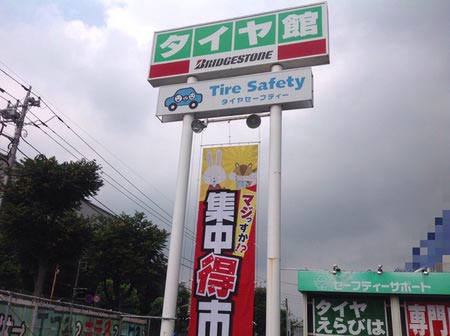 タイヤ館
BRIDGESTONE
Tire Safety
タイヤセーフティー
マジっすか!?
集中得市
セーフティーサポート
タイヤ
えらびは
専門